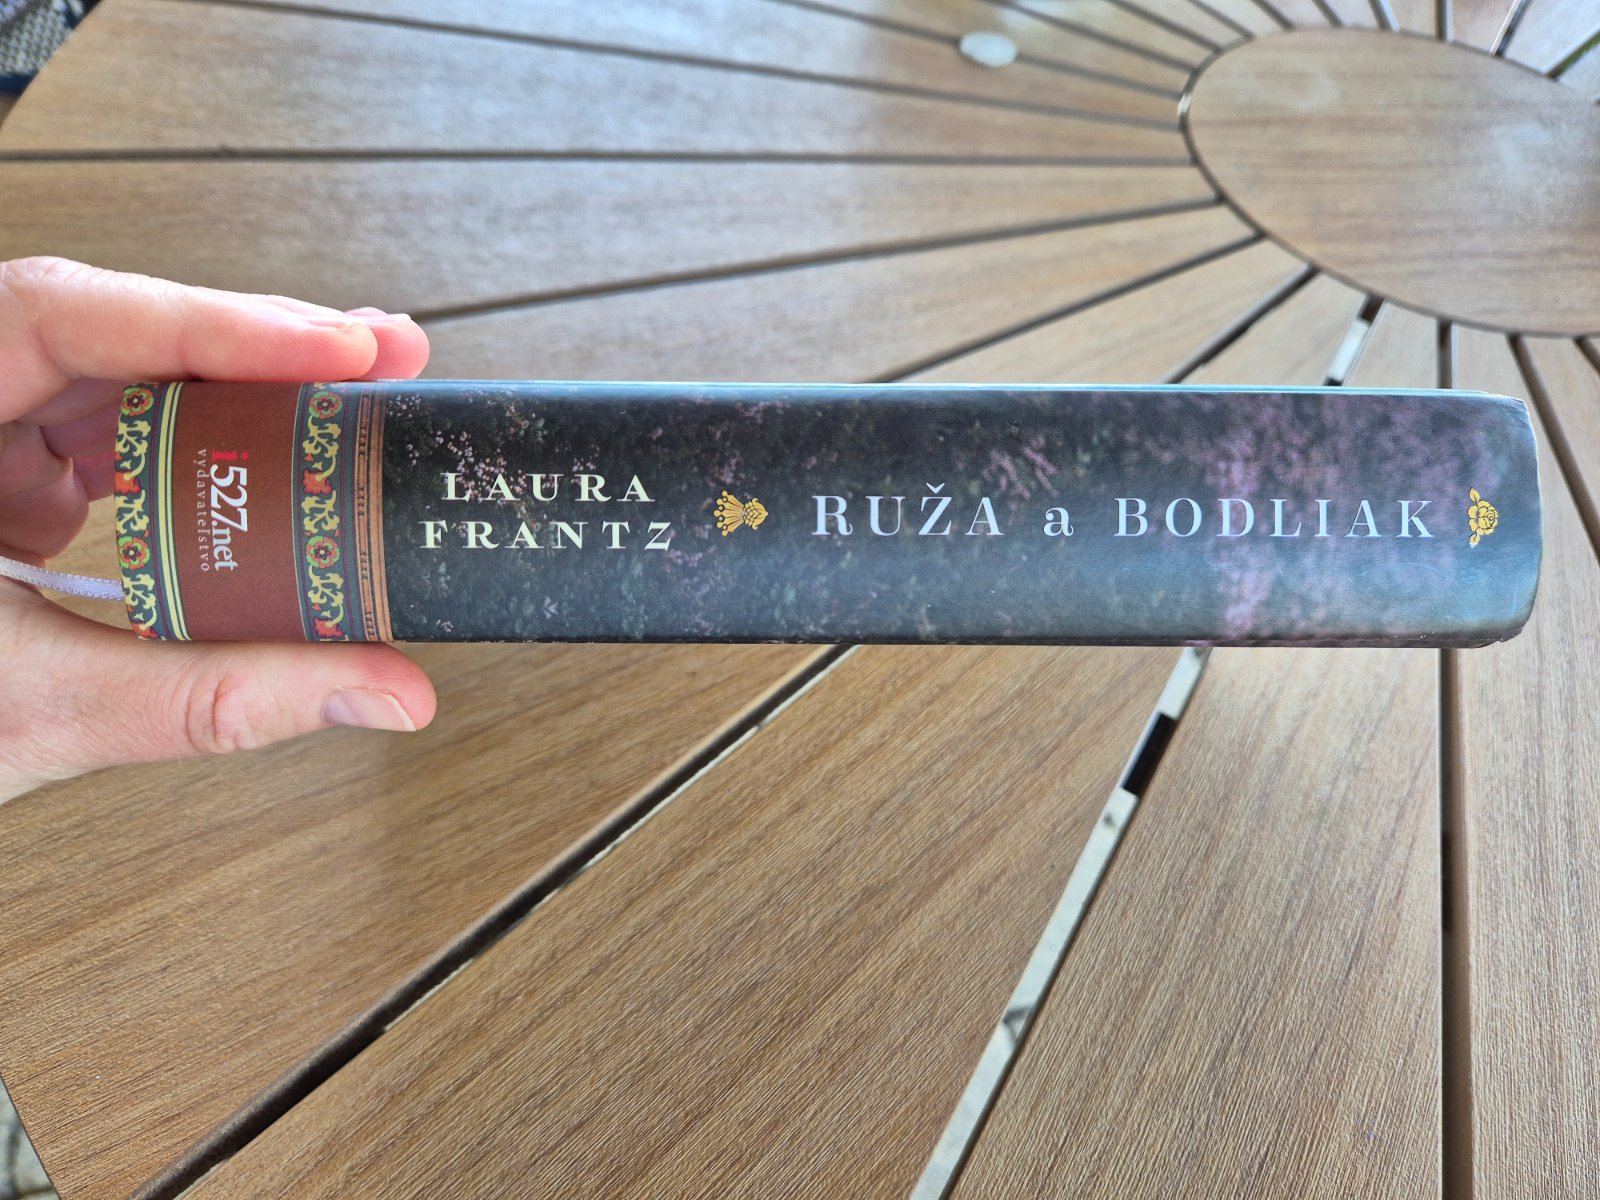 i527.net
vydavateľstvo
LAURA
FRANTZ
RUŽA a BODLIAK